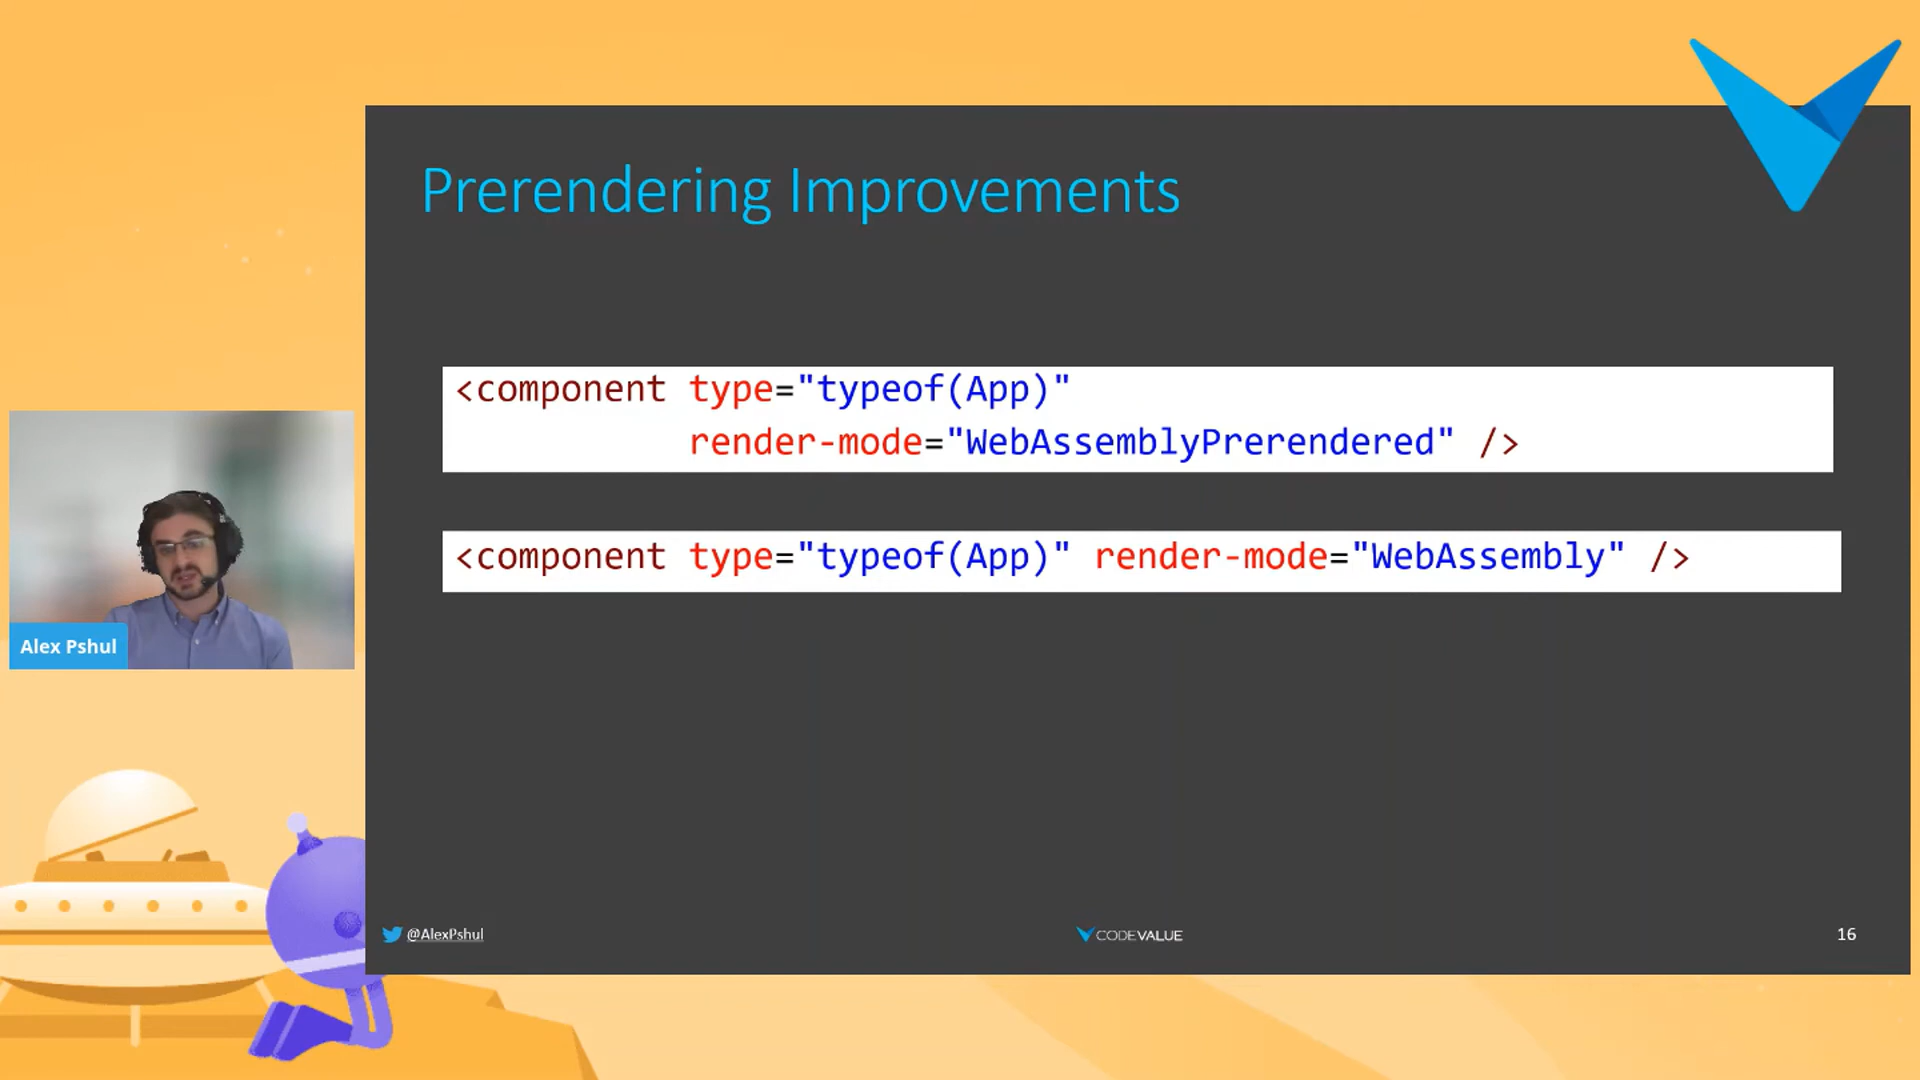 Prerendering Improvements
<component type="typeof(App)"
render-mode="WebAssemblyPrerendered" />
<component type="typeof(App)" render-mode="WebAssembly" />
Alex Pshul
@AlexPshul
CODEVALUE
16